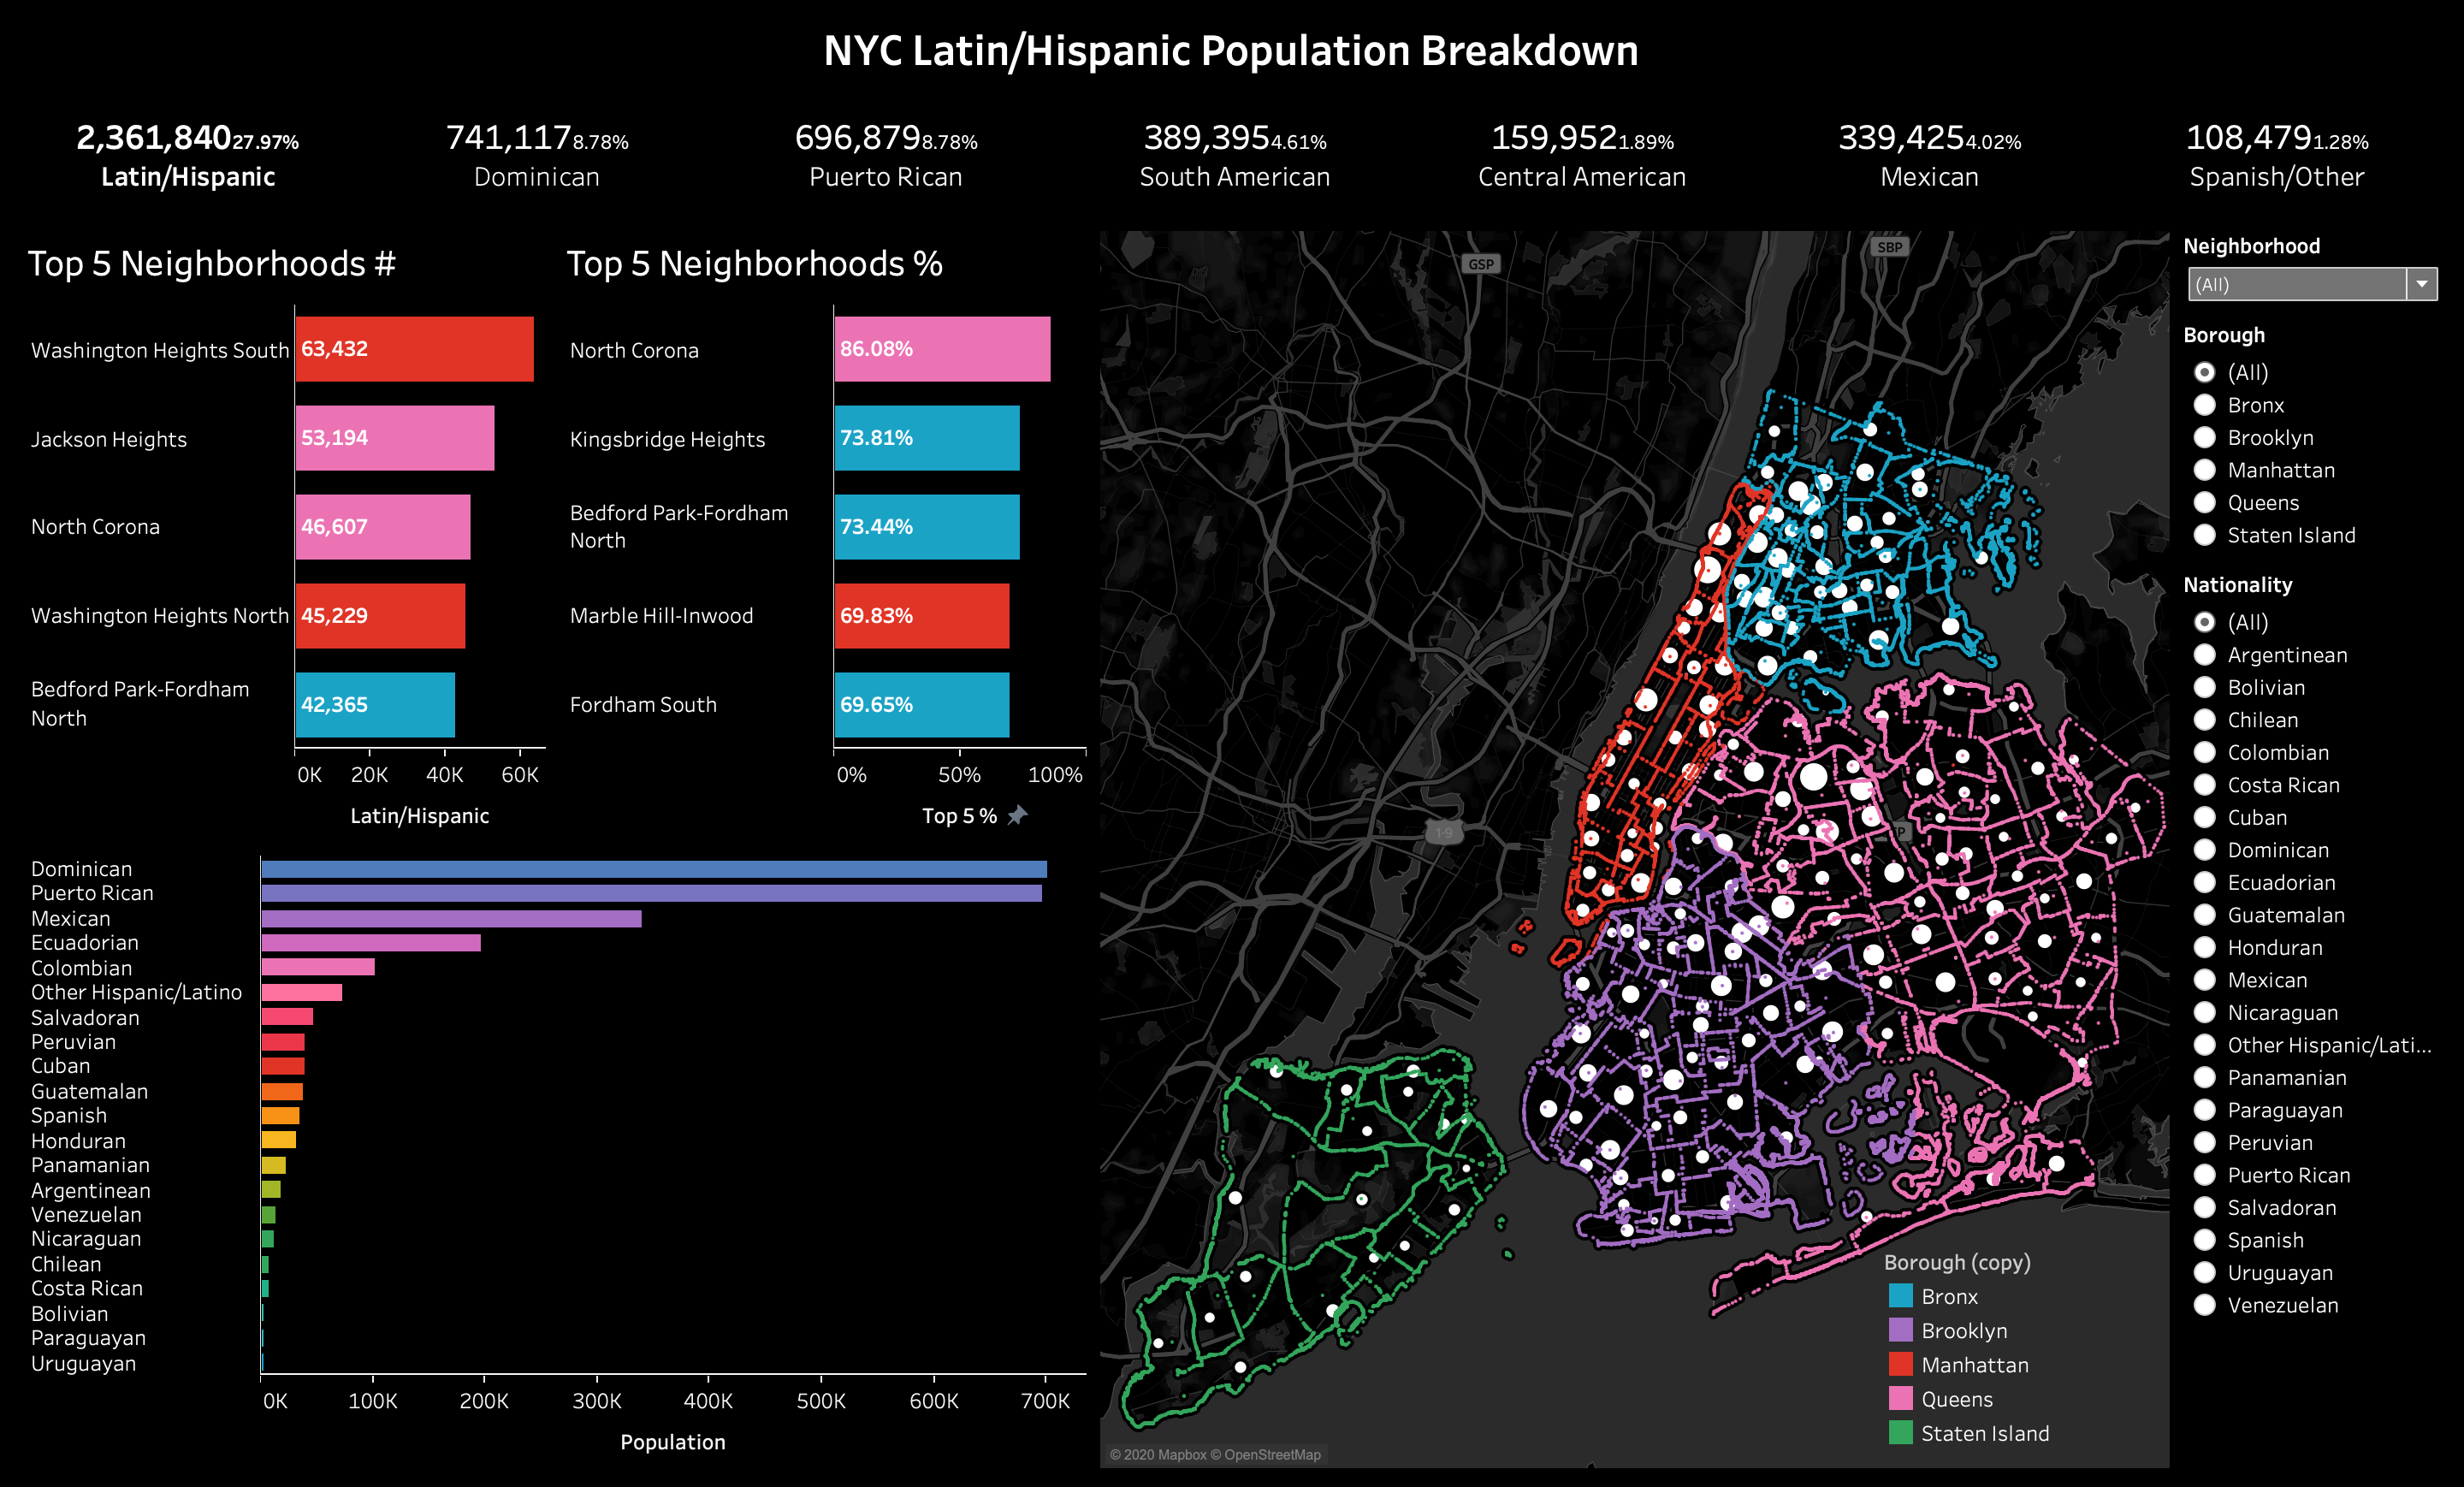 NYC Latin/Hispanic Population Breakdown
2,361,840 27.97%
Latin/Hispanic
741,117 8.78%
Dominican
696,879 8.78%
Puerto Rican
389,395 4.61%
South American
159,952 1.89%
Central American
339,425 4.02%
Mexican
108,479 1.28%
Spanish/Other
Top 5 Neighborhoods #
Washington Heights South 63,432
Jackson Heights 53,194
North Corona 46,607
Washington Heights North 45,229
Bedford Park-Fordham
North
42,365
0K 20K 40K 60K
Latin/Hispanic
Top 5 Neighborhoods %
North Corona 86.08%
Kingsbridge Heights 73.81%
Bedford Park-Fordham
North
73.44%
Marble Hill-Inwood 69.83%
Fordham South 69.65%
0% 50% 100%
Top 5 %
Dominican
Puerto Rican
Mexican
Ecuadorian
Colombian
Other Hispanic/Latino
Salvadoran
Peruvian
Cuban
Guatemalan
Spanish
Honduran
Panamanian
Argentinean
Venezuelan
Nicaraguan
Chilean
Costa Rican
Bolivian
Paraguayan
Uruguayan
0K 100K 200K 300K 400K 500K 600K 700K
Population
GSP
SBP
1-9
Borough (copy)
Bronx
Brooklyn
Manhattan
Queens
Staten Island
© 2020 Mapbox © OpenStreetMap
Neighborhood
(All)
Borough
(All)
Bronx
Brooklyn
Manhattan
Queens
Staten Island
Nationality
(All)
Argentinean
Bolivian
Chilean
Colombian
Costa Rican
Cuban
Dominican
Ecuadorian
Guatemalan
Honduran
Mexican
Nicaraguan
Other Hispanic/Lati...
Panamanian
Paraguayan
Peruvian
Puerto Rican
Salvadoran
Spanish
Uruguayan
Venezuelan